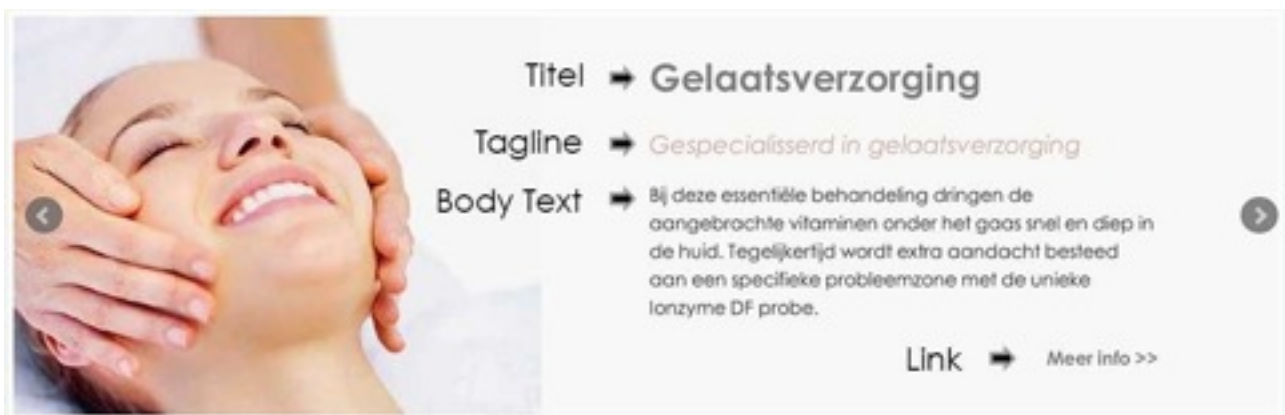 Titel ➡ Gelaatsverzorging
Tagline ➡ Gespecialisserd in gelaatsverzorging
Body Text ➡ Bij deze essentiële behandeling dringen de
aangebrachte vitaminen onder het gaas snel en diep in
de huid. Tegelijkertijd wordt extra aandacht besteed
aan een specifieke probleemzone met de unieke
Ionzyme DF probe.
Link ➡ Meer info >>